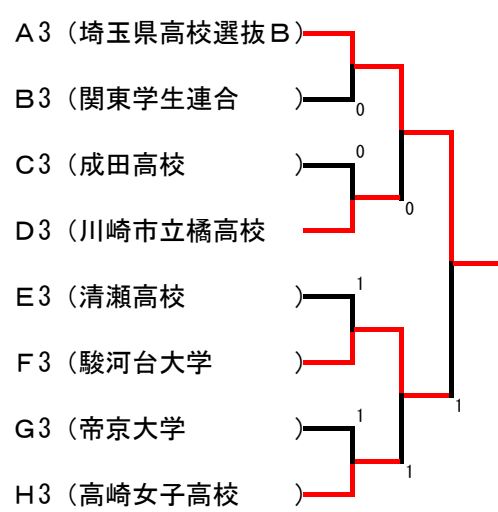 A3（埼玉県高校選抜B）
B3（関東学生連合　　）
0
0
C3（成田高校　　　　）
0
D3（川崎市立橘高校
E3（清瀬高校　　　　）
1
F3（駿河台大学　　　）
1
G3（帝京大学　　　　）
1
1
H3（高崎女子高校　　）